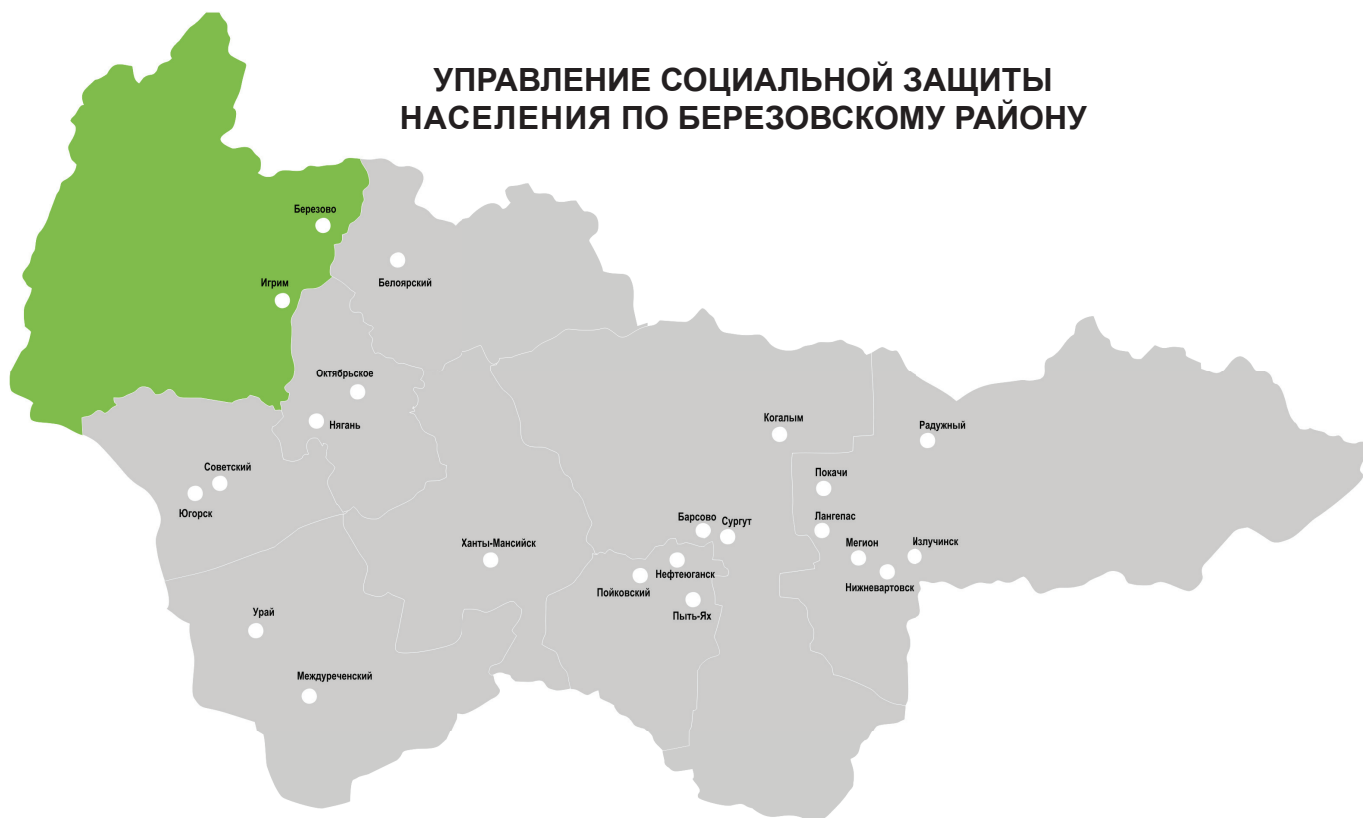 УПРАВЛЕНИЕ СОЦИАЛЬНОЙ ЗАЩИТЫ
НАСЕЛЕНИЯ ПО БЕРЕЗОВСКОМУ РАЙОНУ
Березово
Белоярский
Игрим
Октябрьское
Нягань
Когалым
Радужный
Советский
Покачи
Югорск
Барсово
Сургут
Лангепас
Ханты-Мансийск
Мегион
Излучинск
Нефтеюганск
Пойковский
Нижневартовск
Урай
Пыть-Ях
Междуреченский